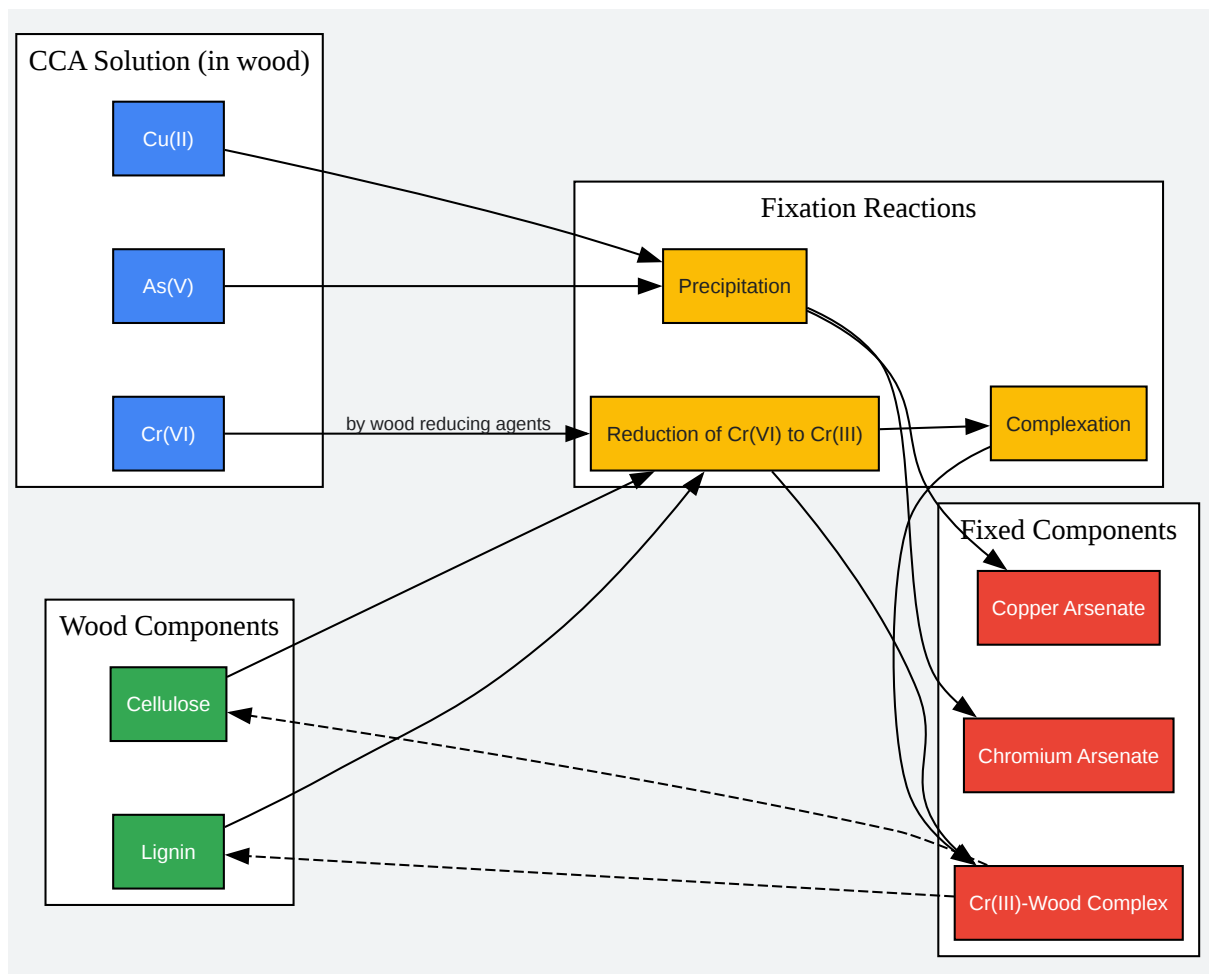 CCA Solution (in wood)
Cu(II)
As(V)
Cr(VI)
by wood reducing agents
Fixation Reactions
Precipitation
Reduction of Cr(VI) to Cr(III)
Complexation
Wood Components
Cellulose
Lignin
Fixed Components
Copper Arsenate
Chromium Arsenate
Cr(III)-Wood Complex